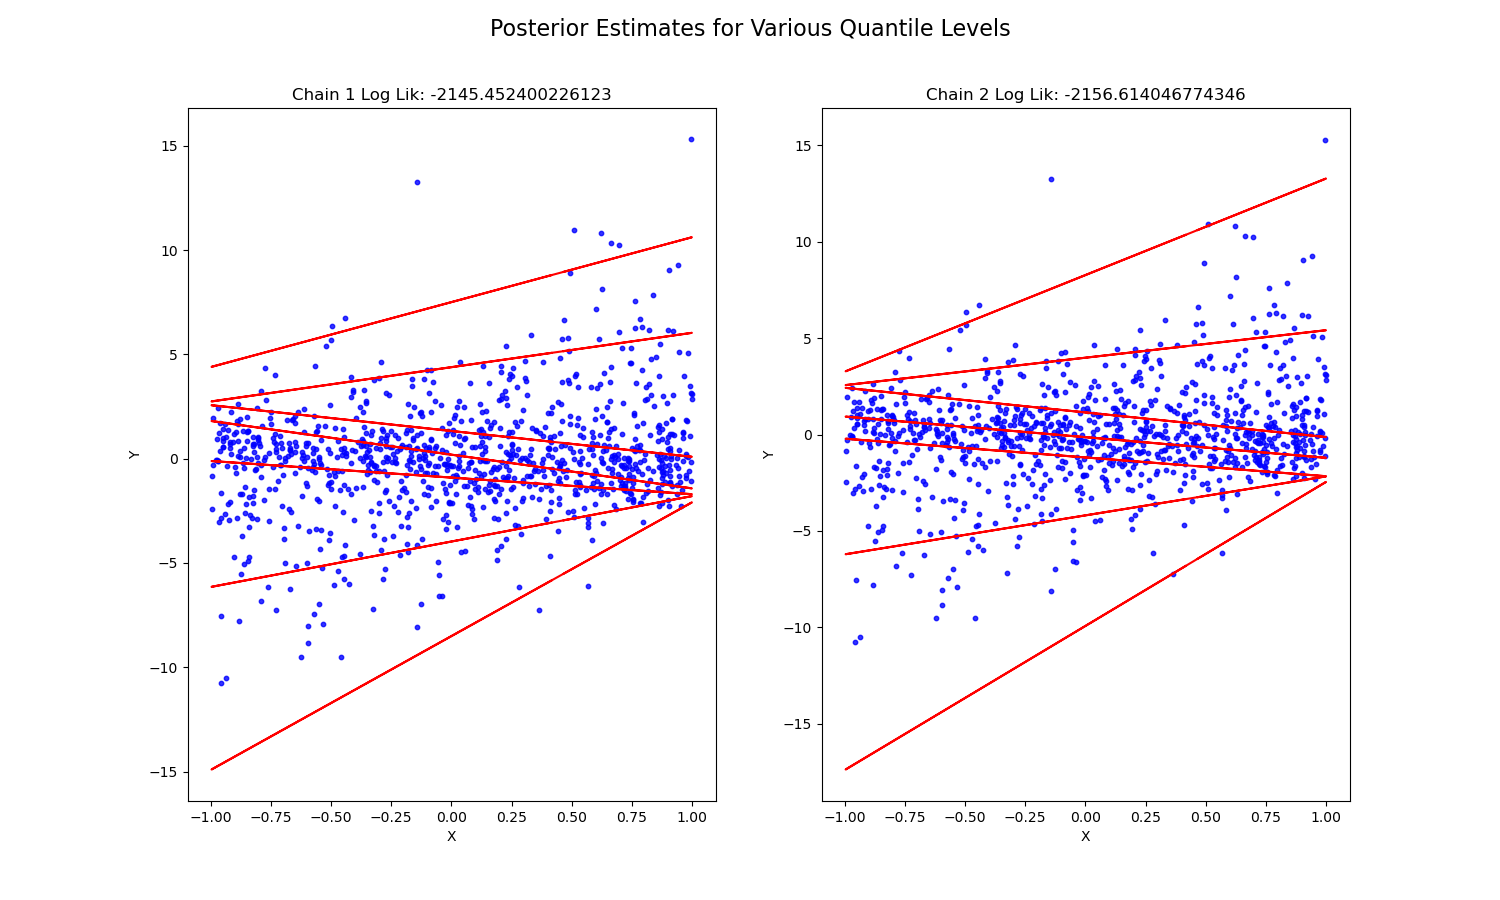 Posterior Estimates for Various Quantile Levels
Chain 1 Log Lik: -2145.452400226123
15
10
5
0
−5
−10
−15
Y
−1.00 −0.75 −0.50 −0.25 0.00 0.25 0.50 0.75 1.00
X
Chain 2 Log Lik: -2156.614046774346
15
10
5
0
−5
−10
−15
Y
−1.00 −0.75 −0.50 −0.25 0.00 0.25 0.50 0.75 1.00
X